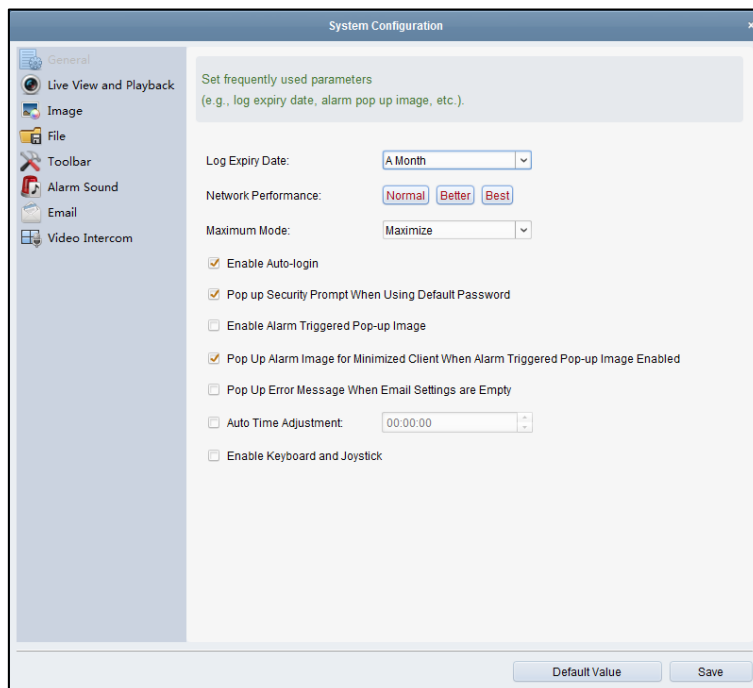 System Configuration
General
Live View and Playback
Image
File
Toolbar
Alarm Sound
Email
Video Intercom
Set frequently used parameters
(e.g., log expiry date, alarm pop up image, etc.).
Log Expiry Date: A Month
Network Performance: Normal Better Best
Maximum Mode: Maximize
Enable Auto-login
Pop up Security Prompt When Using Default Password
Enable Alarm Triggered Pop-up Image
Pop Up Alarm Image for Minimized Client When Alarm Triggered Pop-up Image Enabled
Pop Up Error Message When Email Settings are Empty
Auto Time Adjustment: 00:00:00
Enable Keyboard and Joystick
Default Value Save